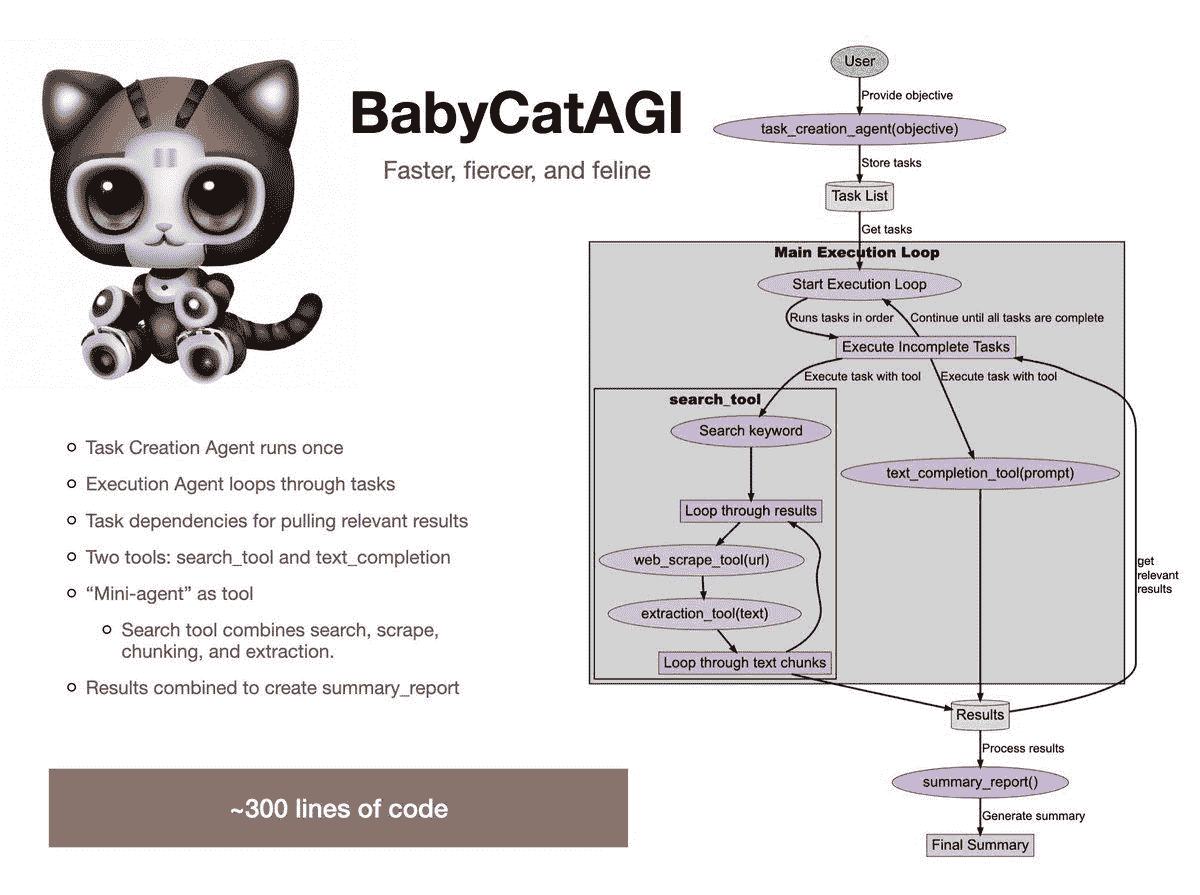 BabyCatAGI
Faster, fiercer, and feline
Task Creation Agent runs once
Execution Agent loops through tasks
Task dependencies for pulling relevant results
Two tools: search_tool and text_completion
“Mini-agent” as tool
Search tool combines search, scrape,
chunking, and extraction.
Results combined to create summary_report
~300 lines of code
User
Provide objective
task_creation_agent(objective)
Store tasks
Task List
Get tasks
Main Execution Loop
Start Execution Loop
Runs tasks in order
Continue until all tasks are complete
Execute Incomplete Tasks
Execute task with tool
Execute task with tool
search_tool
Search keyword
text_completion_tool(prompt)
Loop through results
web_scrape_tool(url)
extraction_tool(text)
Loop through text chunks
get
relevant
results
Results
Process results
summary_report()
Generate summary
Final Summary